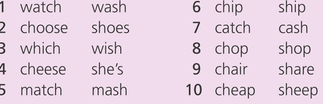 1 watch wash 6 chip ship
2 choose shoes 7 catch cash
3 which wish 8 chop shop
4 cheese she's 9 chair share
5 match mash 10 cheap sheep